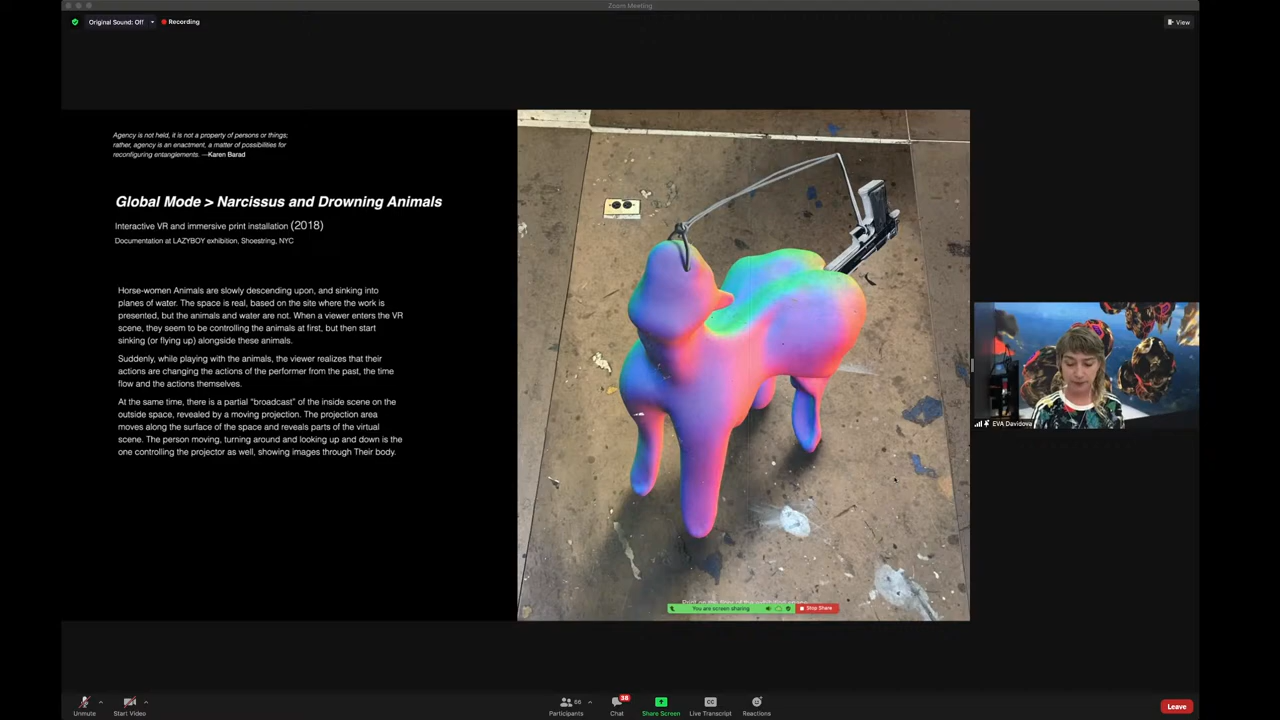 Zoom Meeting
Original Sound: Off
Recording
View
Agency is not held, it is not a property of persons or things;
rather, agency is an enactment, a matter of possibilities for
reconfiguring entanglements. —Karen Barad
Global Mode > Narcissus and Drowning Animals
Interactive VR and immersive print installation (2018)
Documentation at LAZYBOY exhibition, Shoestring, NYC
Horse-women Animals are slowly descending upon, and sinking into
planes of water. The space is real, based on the site where the work is
presented, but the animals and water are not. When a viewer enters the VR
scene, they seem to be controlling the animals at first, but then start
sinking (or flying up) alongside these animals.
Suddenly, while playing with the animals, the viewer realizes that their
actions are changing the actions of the performer from the past, the time
flow and the actions themselves.
At the same time, there is a partial "broadcast" of the inside scene on the
outside space, revealed by a moving projection. The projection area
moves along the surface of the space and reveals parts of the virtual
scene. The person moving, turning around and looking up and down is the
one controlling the projector as well, showing images through Their body.
EVA Davidova
You are screen sharing
Stop Share
Unmute
Start Video
86
Participants
38
Chat
Share Screen
CC
Live Transcript
Reactions
Leave